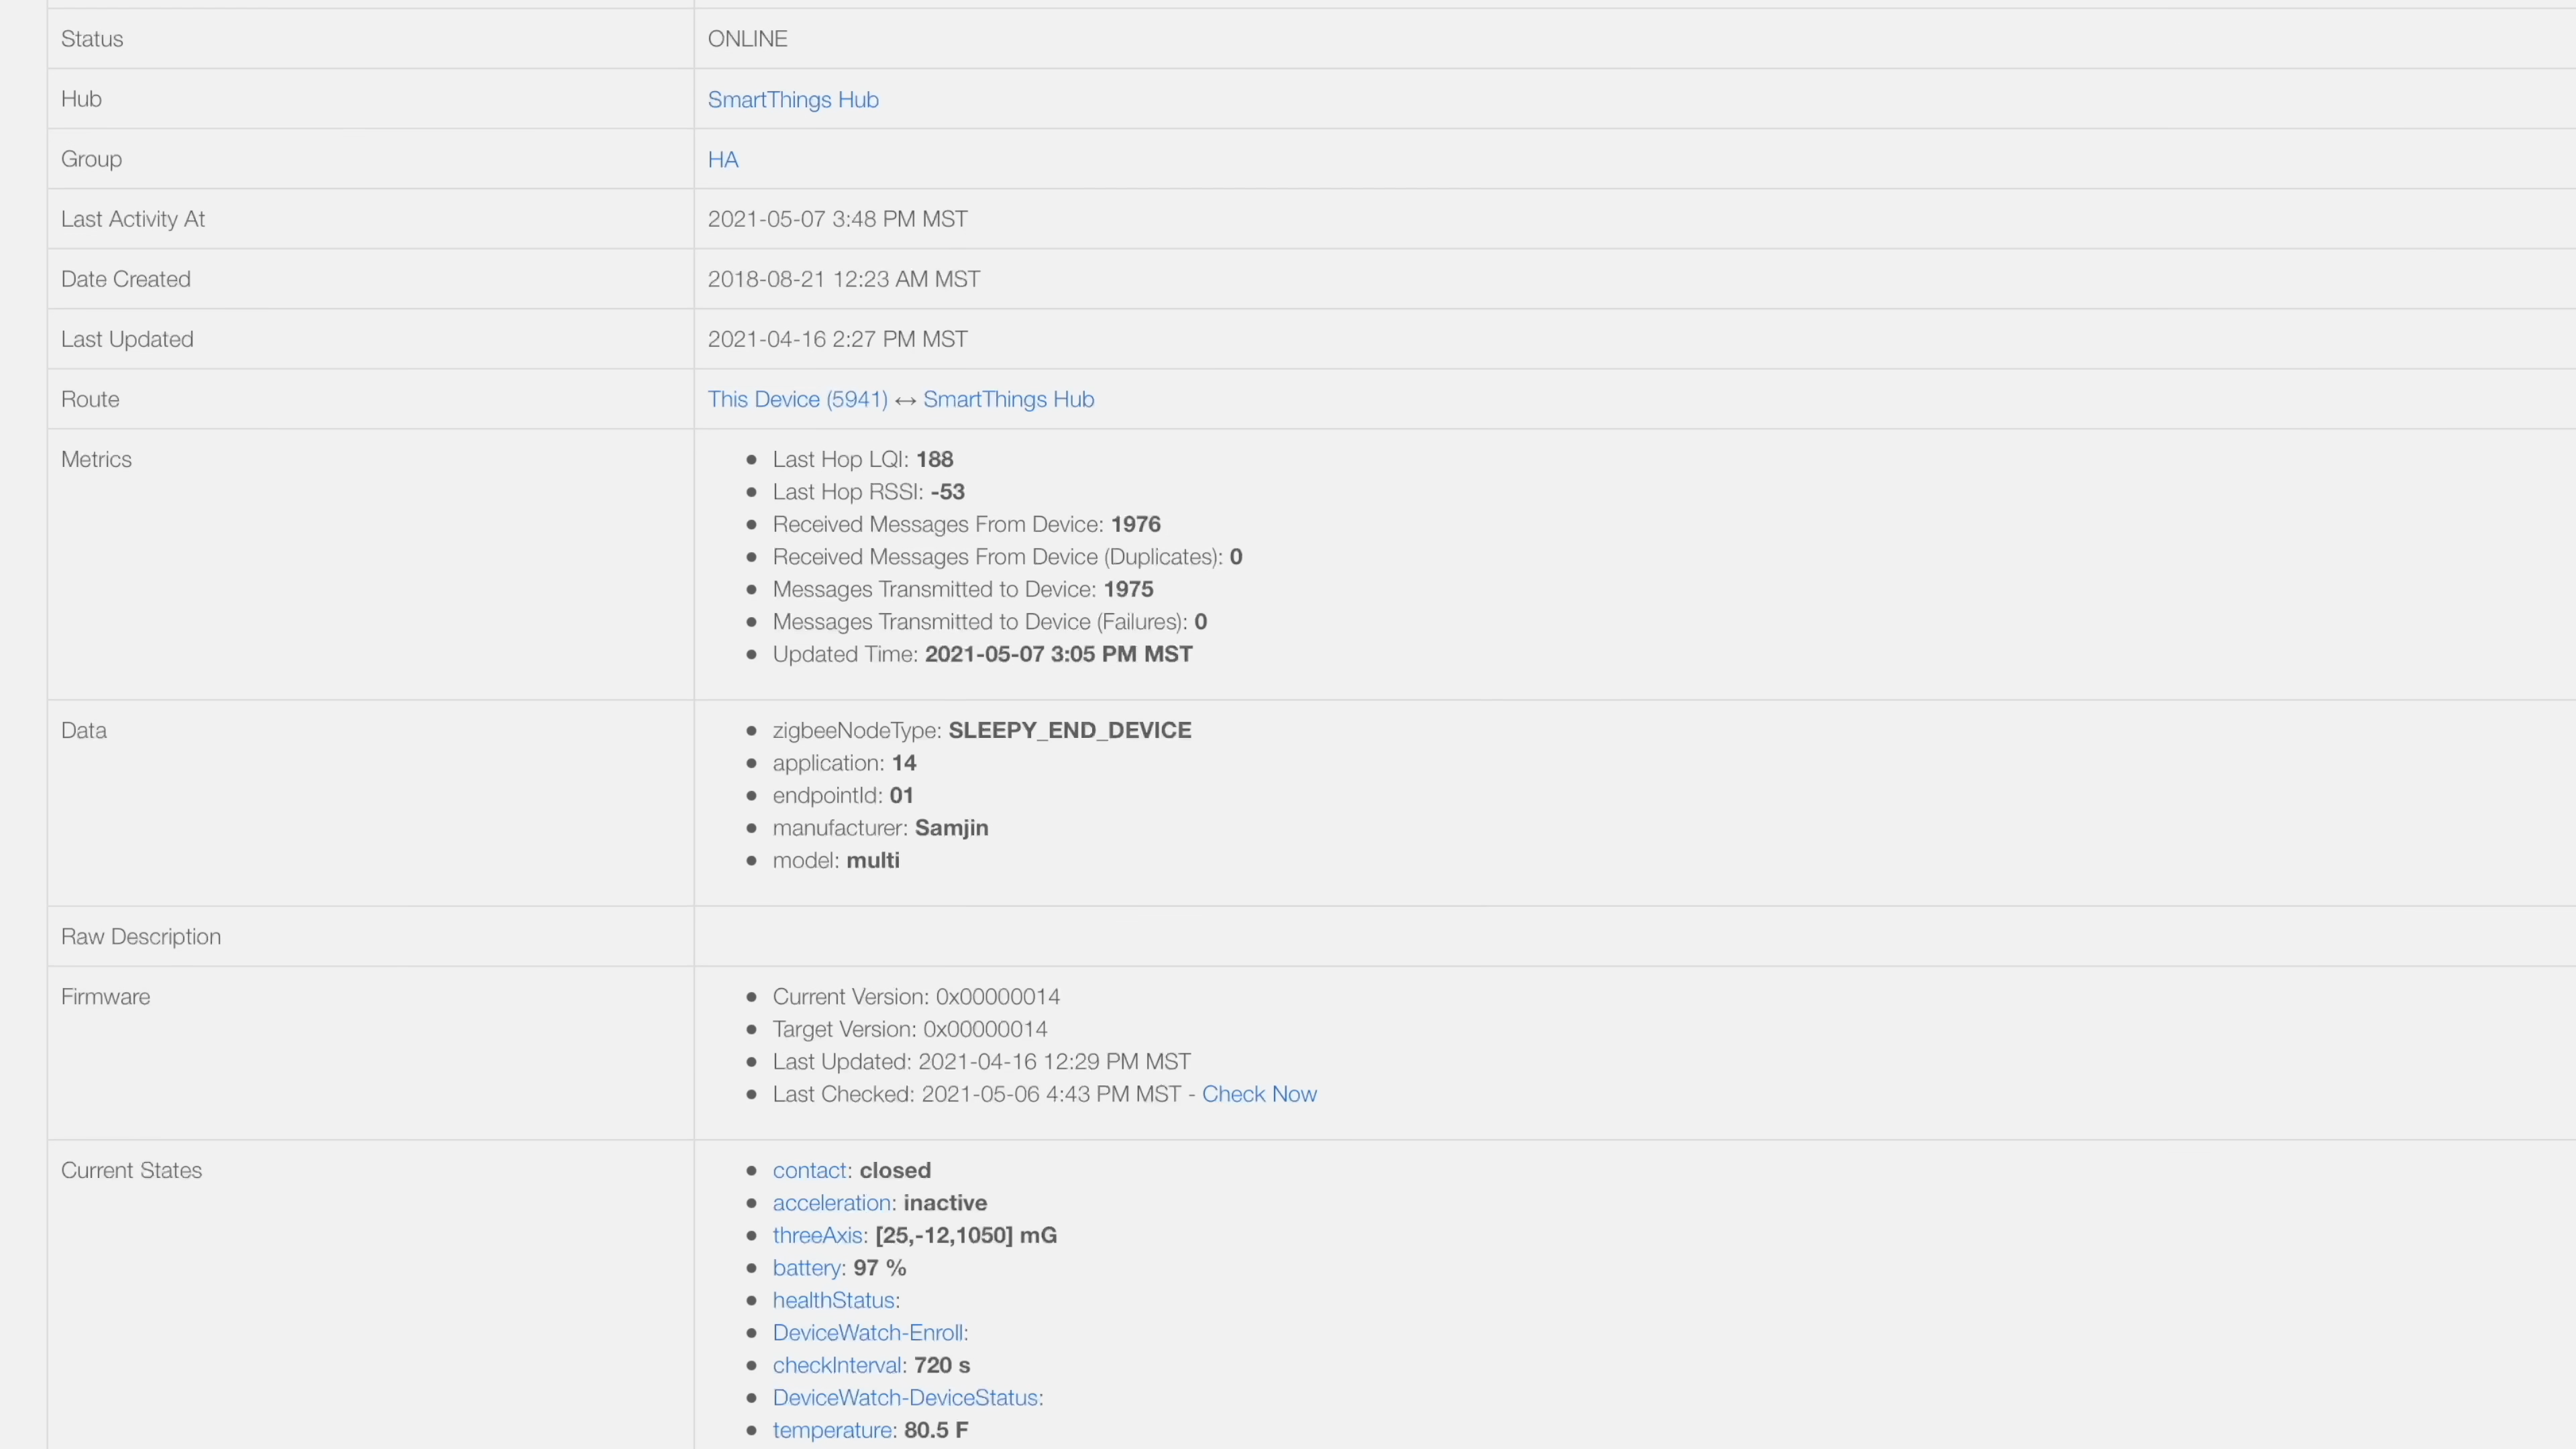 Status
ONLINE
Hub
SmartThings Hub
Group
HA
Last Activity At
2021-05-07 3:48 PM MST
Date Created
2018-08-21 12:23 AM MST
Last Updated
2021-04-16 2:27 PM MST
Route
This Device (5941) ↔ SmartThings Hub
Metrics
• Last Hop LQI: 188
• Last Hop RSSI: -53
• Received Messages From Device: 1976
• Received Messages From Device (Duplicates): 0
• Messages Transmitted to Device: 1975
• Messages Transmitted to Device (Failures): 0
• Updated Time: 2021-05-07 3:05 PM MST
Data
• zigbeeNodeType: SLEEPY_END_DEVICE
• application: 14
• endpointId: 01
• manufacturer: Samjin
• model: multi
Raw Description
Firmware
• Current Version: 0x00000014
• Target Version: 0x00000014
• Last Updated: 2021-04-16 12:29 PM MST
• Last Checked: 2021-05-06 4:43 PM MST - Check Now
Current States
• contact: closed
• acceleration: inactive
• threeAxis: [25,-12,1050] mG
• battery: 97 %
• healthStatus:
• DeviceWatch-Enroll:
• checkInterval: 720 s
• DeviceWatch-DeviceStatus:
• temperature: 80.5 F